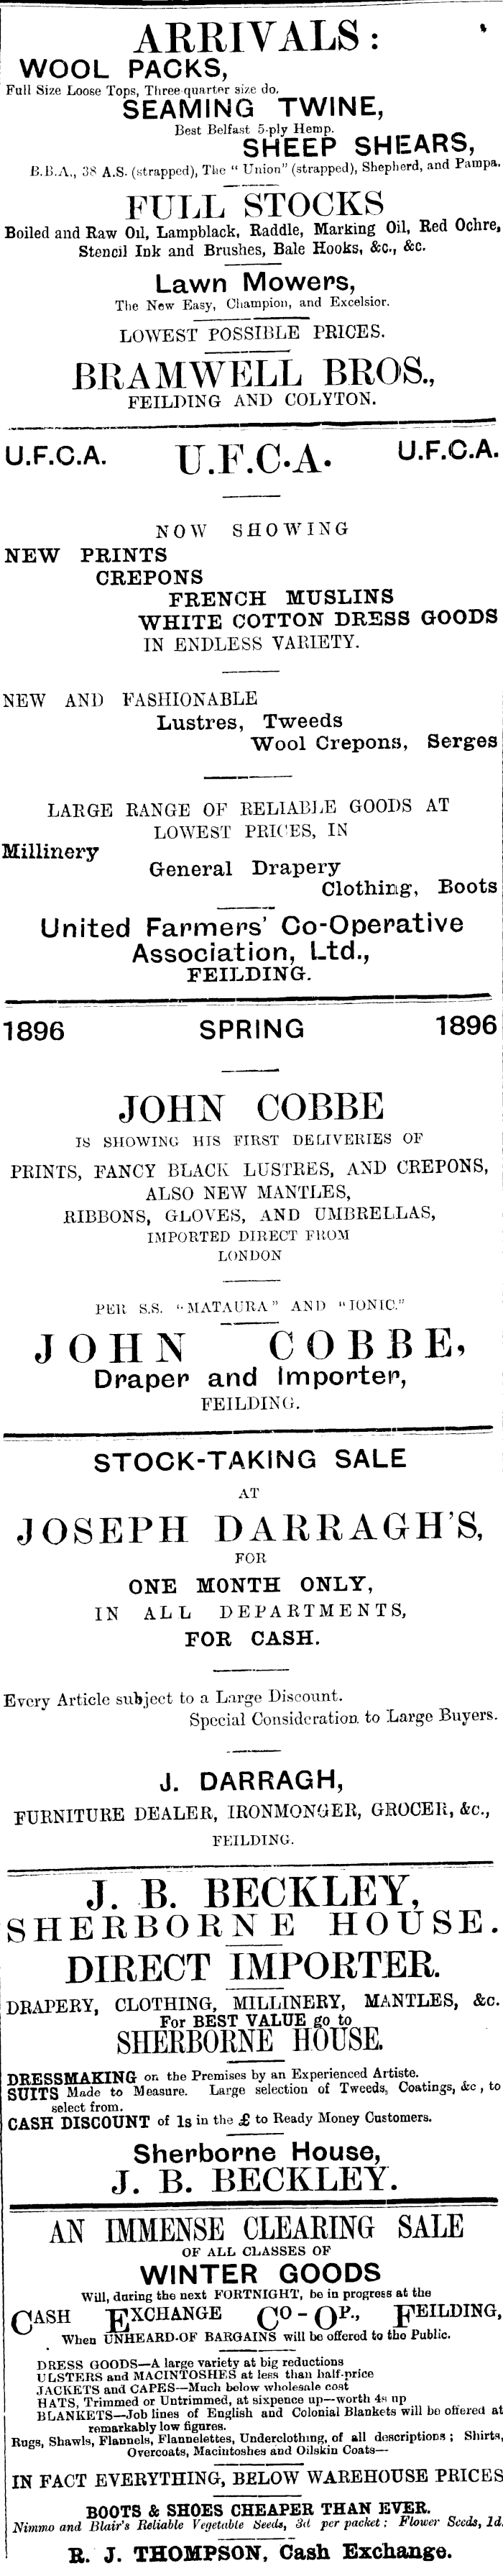 ARRIVALS:
WOOL PACKS,
Full Size Loose Tops, Three-quarter size do.
SEAMING TWINE,
Best Belfast 5-ply Hemp.
SHEEP SHEARS,
B.B.A., 38 A.S. (strapped), The "Union" (strapped), Shepherd, and Pampa.
FULL STOCKS
Boiled and Raw Oil, Lampblack, Raddle, Marking Oil, Red Ochre,
Stencil Ink and Brushes, Bale Hooks, &c., &c.
Lawn Mowers,
The New Easy, Champion, and Excelsior.
LOWEST POSSIBLE PRICES.
BRAMWELL BROS.,
FEILDING AND COLYTON.
U.F.C.A. U.F.C.A. U.F.C.A.
NOW SHOWING
NEW PRINTS
CREPONS
FRENCH MUSLINS
WHITE COTTON DRESS GOODS
IN ENDLESS VARIETY.
NEW AND FASHIONABLE
Lustres, Tweeds
Wool Crepons, Serges
LARGE RANGE OF RELIABLE GOODS AT
LOWEST PRICES, IN
Millinery
General Drapery
Clothing, Boots
United Farmers' Co-Operative
Association, Ltd.,
FEILDING.
1896 SPRING 1896
JOHN COBBE
IS SHOWING HIS FIRST DELIVERIES OF
PRINTS, FANCY BLACK LUSTRES, AND CREPONS,
ALSO NEW MANTLES,
RIBBONS, GLOVES, AND UMBRELLAS,
IMPORTED DIRECT FROM
LONDON
PER S.S. "MATAURA" AND "IONIC."
JOHN COBBE,
Draper and Importer,
FEILDING.
STOCK-TAKING SALE
AT
JOSEPH DARRAGH'S,
FOR
ONE MONTH ONLY,
IN ALL DEPARTMENTS,
FOR CASH.
Every Article subject to a Large Discount.
Special Consideration to Large Buyers.
J. DARRAGH,
FURNITURE DEALER, IRONMONGER, GROCER, &c.,
FEILDING.
J. B. BECKLEY,
SHERBORNE HOUSE.
DIRECT IMPORTER.
DRAPERY, CLOTHING, MILLINERY, MANTLES, &c.
For BEST VALUE go to
SHERBORNE HOUSE.
DRESSMAKING on the Premises by an Experienced Artiste.
SUITS Made to Measure. Large selection of Tweeds, Coatings, &c, to
select from.
CASH DISCOUNT of 1s in the £ to Ready Money Customers.
Sherborne House,
J. B. BECKLEY.
AN IMMENSE CLEARING SALE
OF ALL CLASSES OF
WINTER GOODS
Will, during the next FORTNIGHT, be in progress at the
CASH EXCHANGE CO-OP., FEILDING,
When UNHEARD-OF BARGAINS will be offered to the Public.
DRESS GOODS—A large variety at big reductions
ULSTERS and MACINTOSHES at less than half-price
JACKETS and CAPES—Much below wholesale cost
HATS, Trimmed or Untrimmed, at sixpence up—worth 4s up
BLANKETS—Job lines of English and Colonial Blankets will be offered at
remarkably low figures.
Rugs, Shawls, Flannels, Flannelettes, Underclothing, of all descriptions; Shirts,
Overcoats, Macintoshes and Oilskin Coats—
IN FACT EVERYTHING, BELOW WAREHOUSE PRICES
BOOTS & SHOES CHEAPER THAN EVER.
Nimmo and Blair's Reliable Vegetable Seeds, 3d per packet: Flower Seeds, 1d.
R. J. THOMPSON, Cash Exchange.